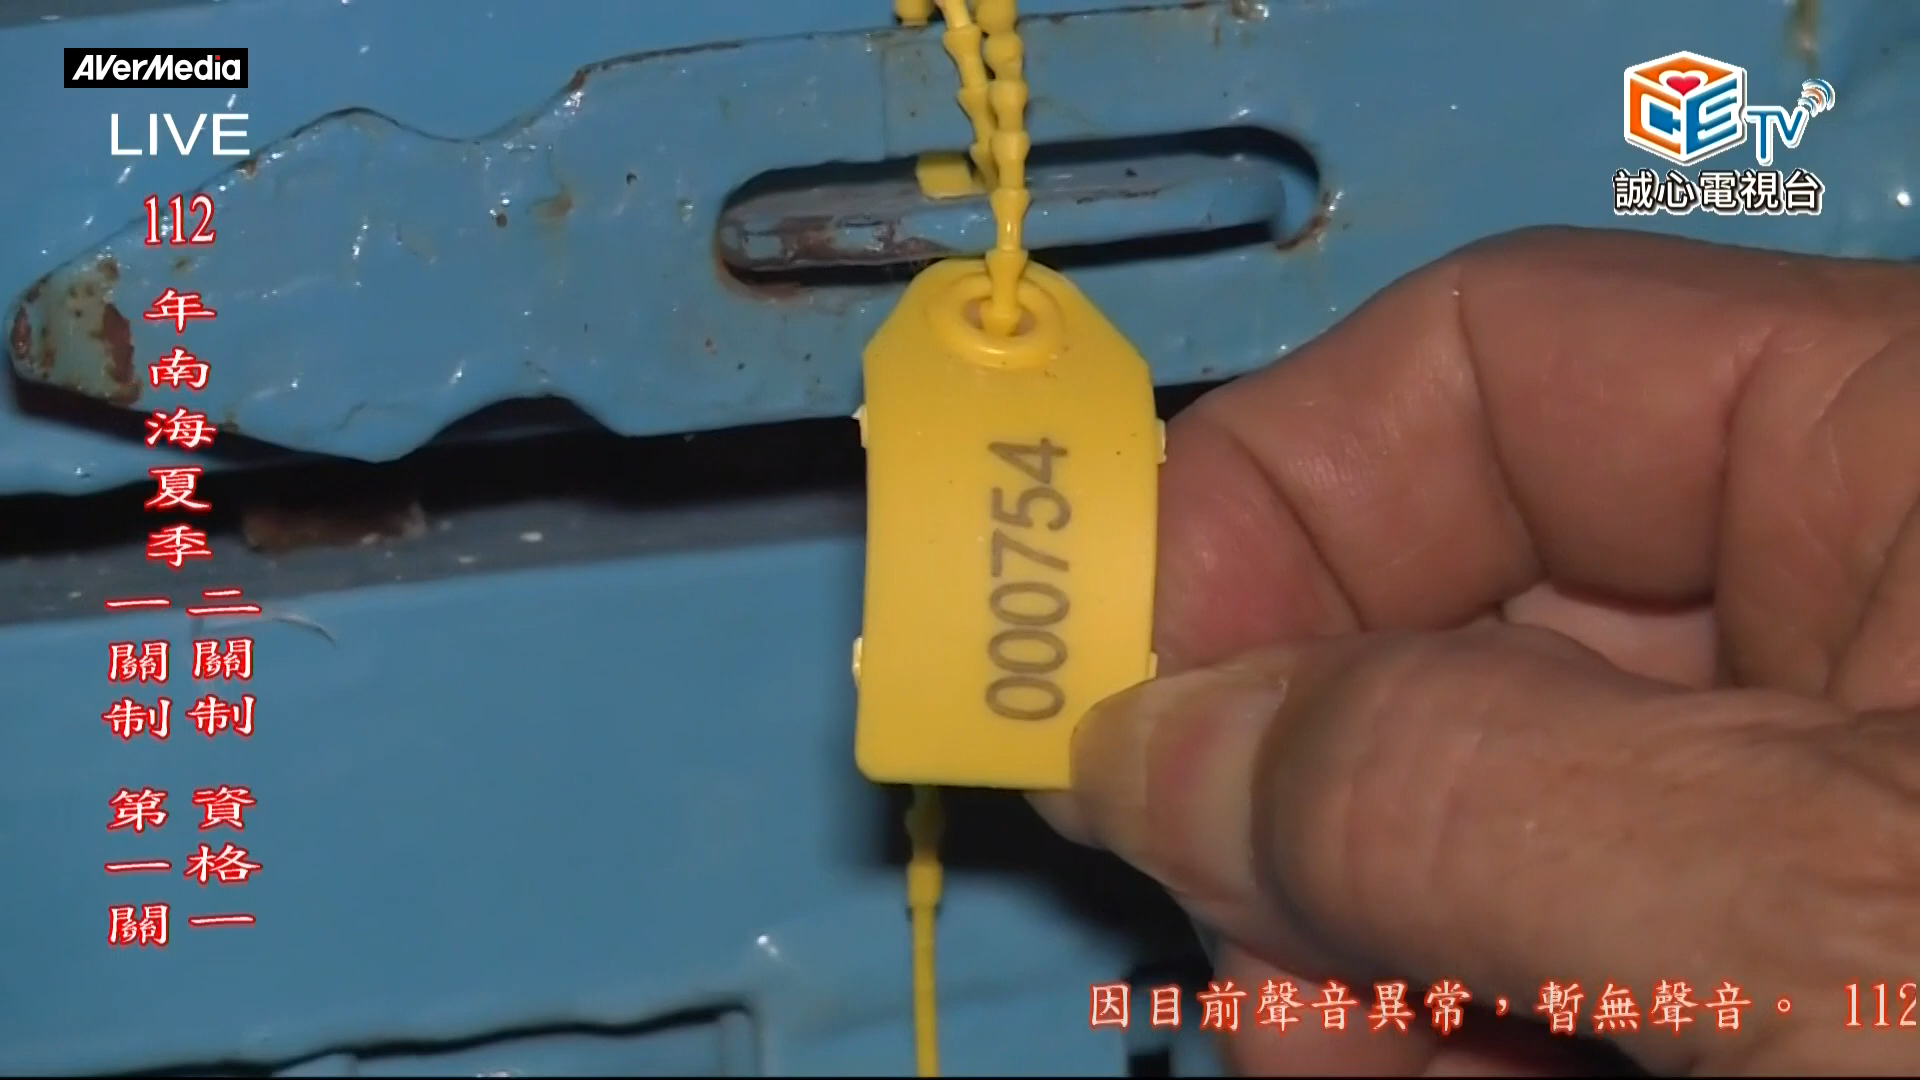 AVerMedia
LIVE
112
年南海夏季
二關制 資格一
一關制 第一關
CETV
誠心電視台
000754
因目前聲音異常，暫無聲音。 112